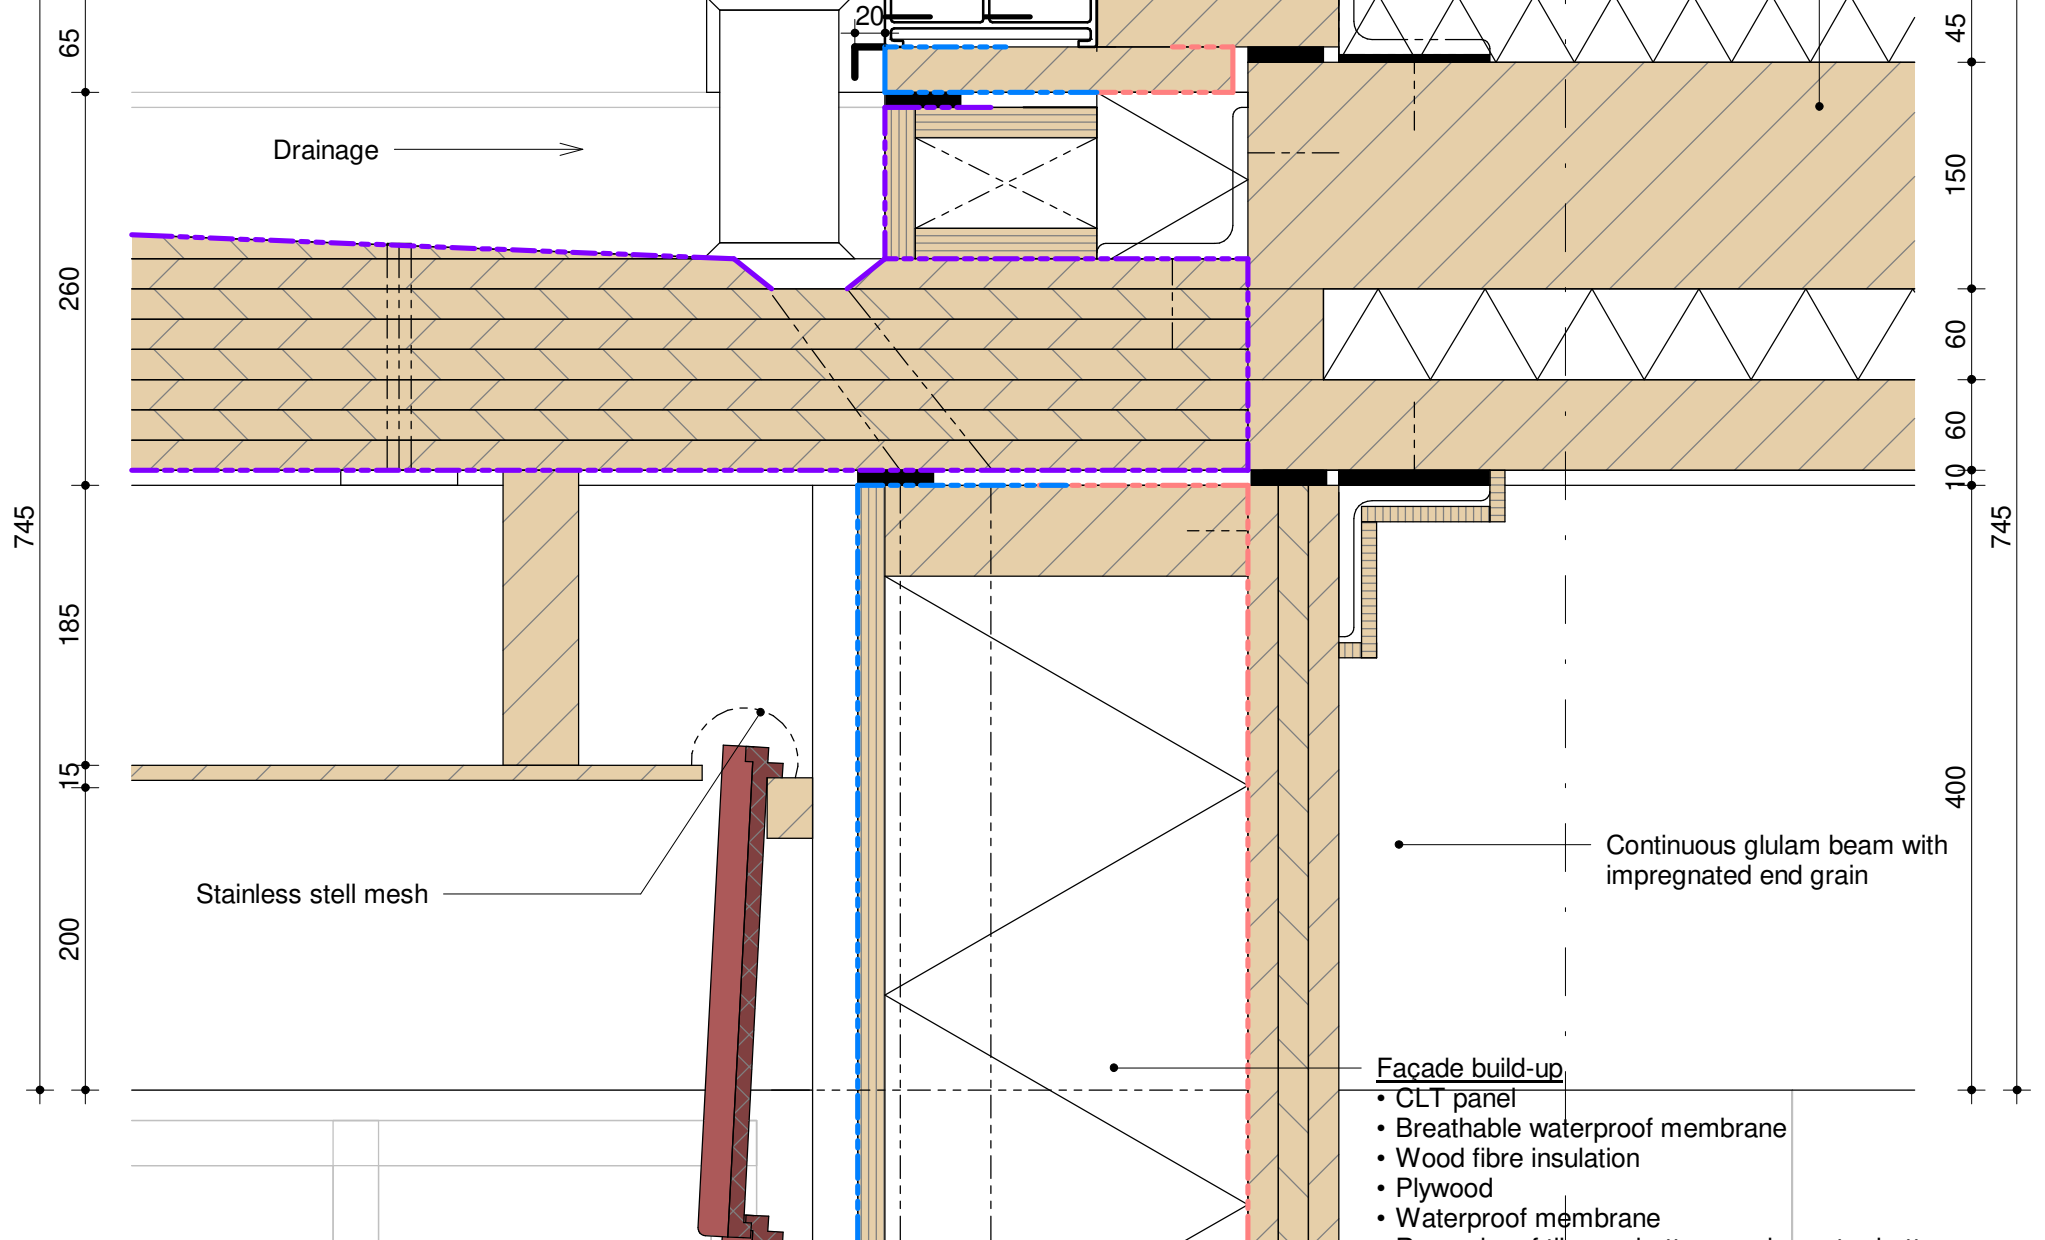 20
65
45
Drainage
150
260
60
60
10
745
745
185
15
200
400
Stainless stell mesh
Continuous glulam beam with
impregnated end grain
Façade build-up
• CLT panel
• Breathable waterproof membrane
• Wood fibre insulation
• Plywood
• Waterproof membrane